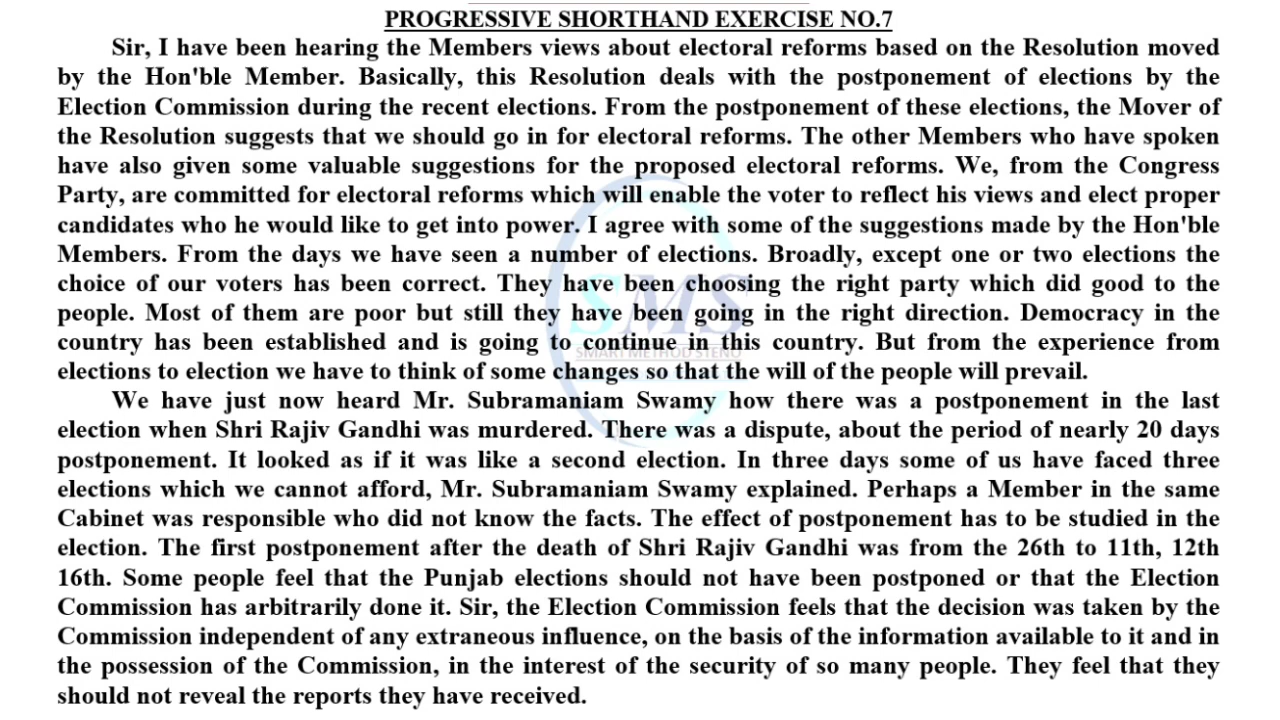 PROGRESSIVE SHORTHAND EXERCISE NO.7
Sir, I have been hearing the Members views about electoral reforms based on the Resolution moved
by the Hon'ble Member. Basically, this Resolution deals with the postponement of elections by the
Election Commission during the recent elections. From the postponement of these elections, the Mover of
the Resolution suggests that we should go in for electoral reforms. The other Members who have spoken
have also given some valuable suggestions for the proposed electoral reforms. We, from the Congress
Party, are committed for electoral reforms which will enable the voter to reflect his views and elect proper
candidates who he would like to get into power. I agree with some of the suggestions made by the Hon'ble
Members. From the days we have seen a number of elections. Broadly, except one or two elections the
choice of our voters has been correct. They have been choosing the right party which did good to the
people. Most of them are poor but still they have been going in the right direction. Democracy in the
country has been established and is going to continue in this country. But from the experience from
elections to election we have to think of some changes so that the will of the people will prevail.
We have just now heard Mr. Subramaniam Swamy how there was a postponement in the last
election when Shri Rajiv Gandhi was murdered. There was a dispute, about the period of nearly 20 days
postponement. It looked as if it was like a second election. In three days some of us have faced three
elections which we cannot afford, Mr. Subramaniam Swamy explained. Perhaps a Member in the same
Cabinet was responsible who did not know the facts. The effect of postponement has to be studied in the
election. The first postponement after the death of Shri Rajiv Gandhi was from the 26th to 11th, 12th
16th. Some people feel that the Punjab elections should not have been postponed or that the Election
Commission has arbitrarily done it. Sir, the Election Commission feels that the decision was taken by the
Commission independent of any extraneous influence, on the basis of the information available to it and in
the possession of the Commission, in the interest of the security of so many people. They feel that they
should not reveal the reports they have received.
SMS
SMART METHOD STENO